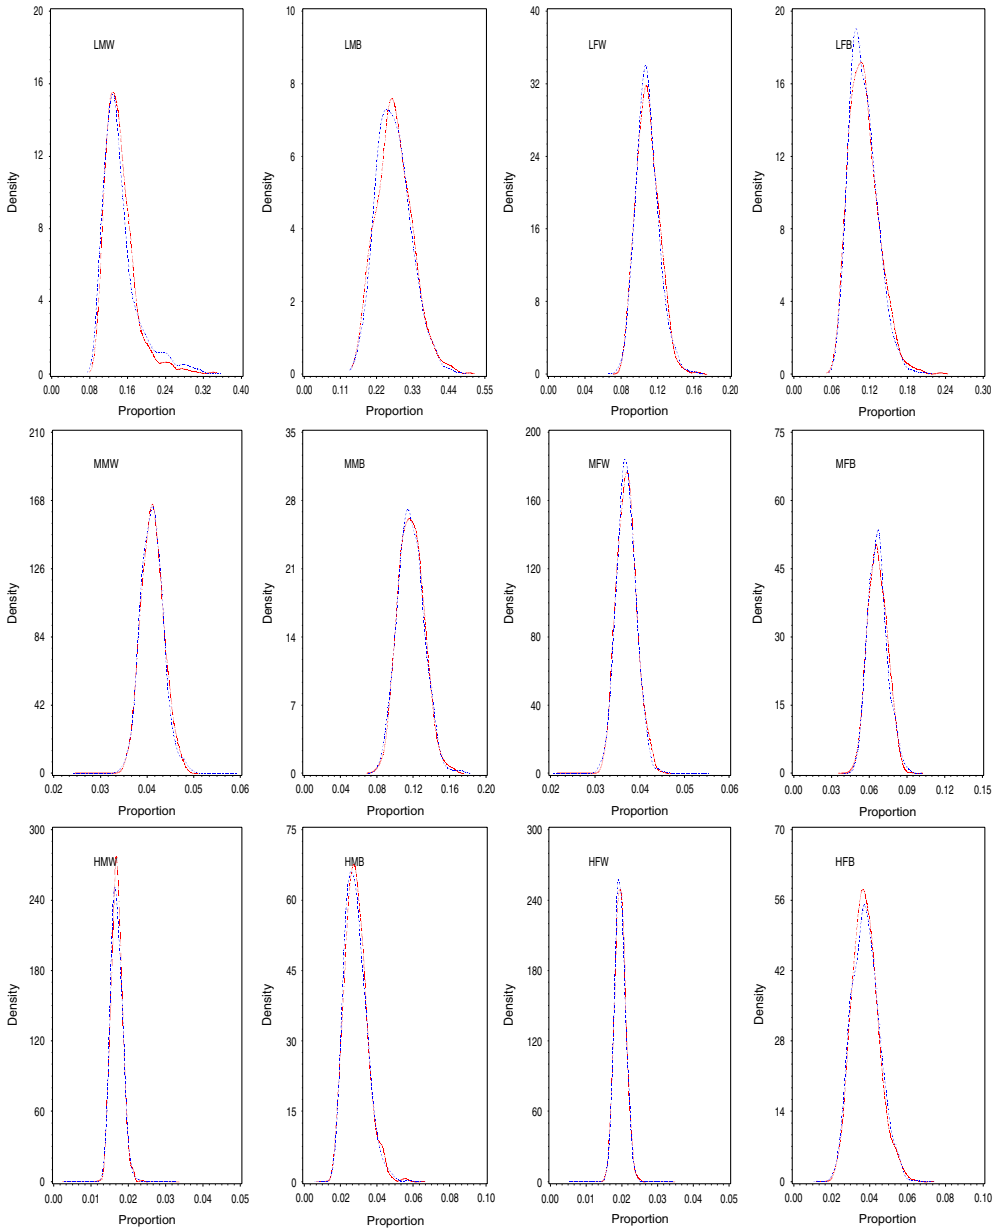 20 10 40 20
LMW LMB LFW LFB
16 8 32 16
12 6 24 12
Density Density Density Density
8 4 16 8
4 2 8 4
0 0 0 0
0.00 0.08 0.16 0.24 0.32 0.40 0.00 0.11 0.22 0.33 0.44 0.55 0.00 0.04 0.08 0.12 0.16 0.20 0.00 0.06 0.12 0.18 0.24 0.30
Proportion Proportion Proportion Proportion
210 35 200 75
MMW MMB MFW MFB
168 28 160 60
126 21 120 45
Density Density Density Density
84 14 80 30
42 7 40 15
0 0 0 0
0.02 0.03 0.04 0.05 0.06 0.00 0.04 0.08 0.12 0.16 0.20 0.02 0.03 0.04 0.05 0.06 0.00 0.03 0.06 0.09 0.12 0.15
Proportion Proportion Proportion Proportion
300 75 300 70
HMW HMB HFW HFB
240 60 240 56
180 45 180 42
Density Density Density Density
120 30 120 28
60 15 60 14
0 0 0 0
0.00 0.01 0.02 0.03 0.04 0.05 0.00 0.02 0.04 0.06 0.08 0.10 0.00 0.01 0.02 0.03 0.04 0.05 0.00 0.02 0.04 0.06 0.08 0.10
Proportion Proportion Proportion Proportion